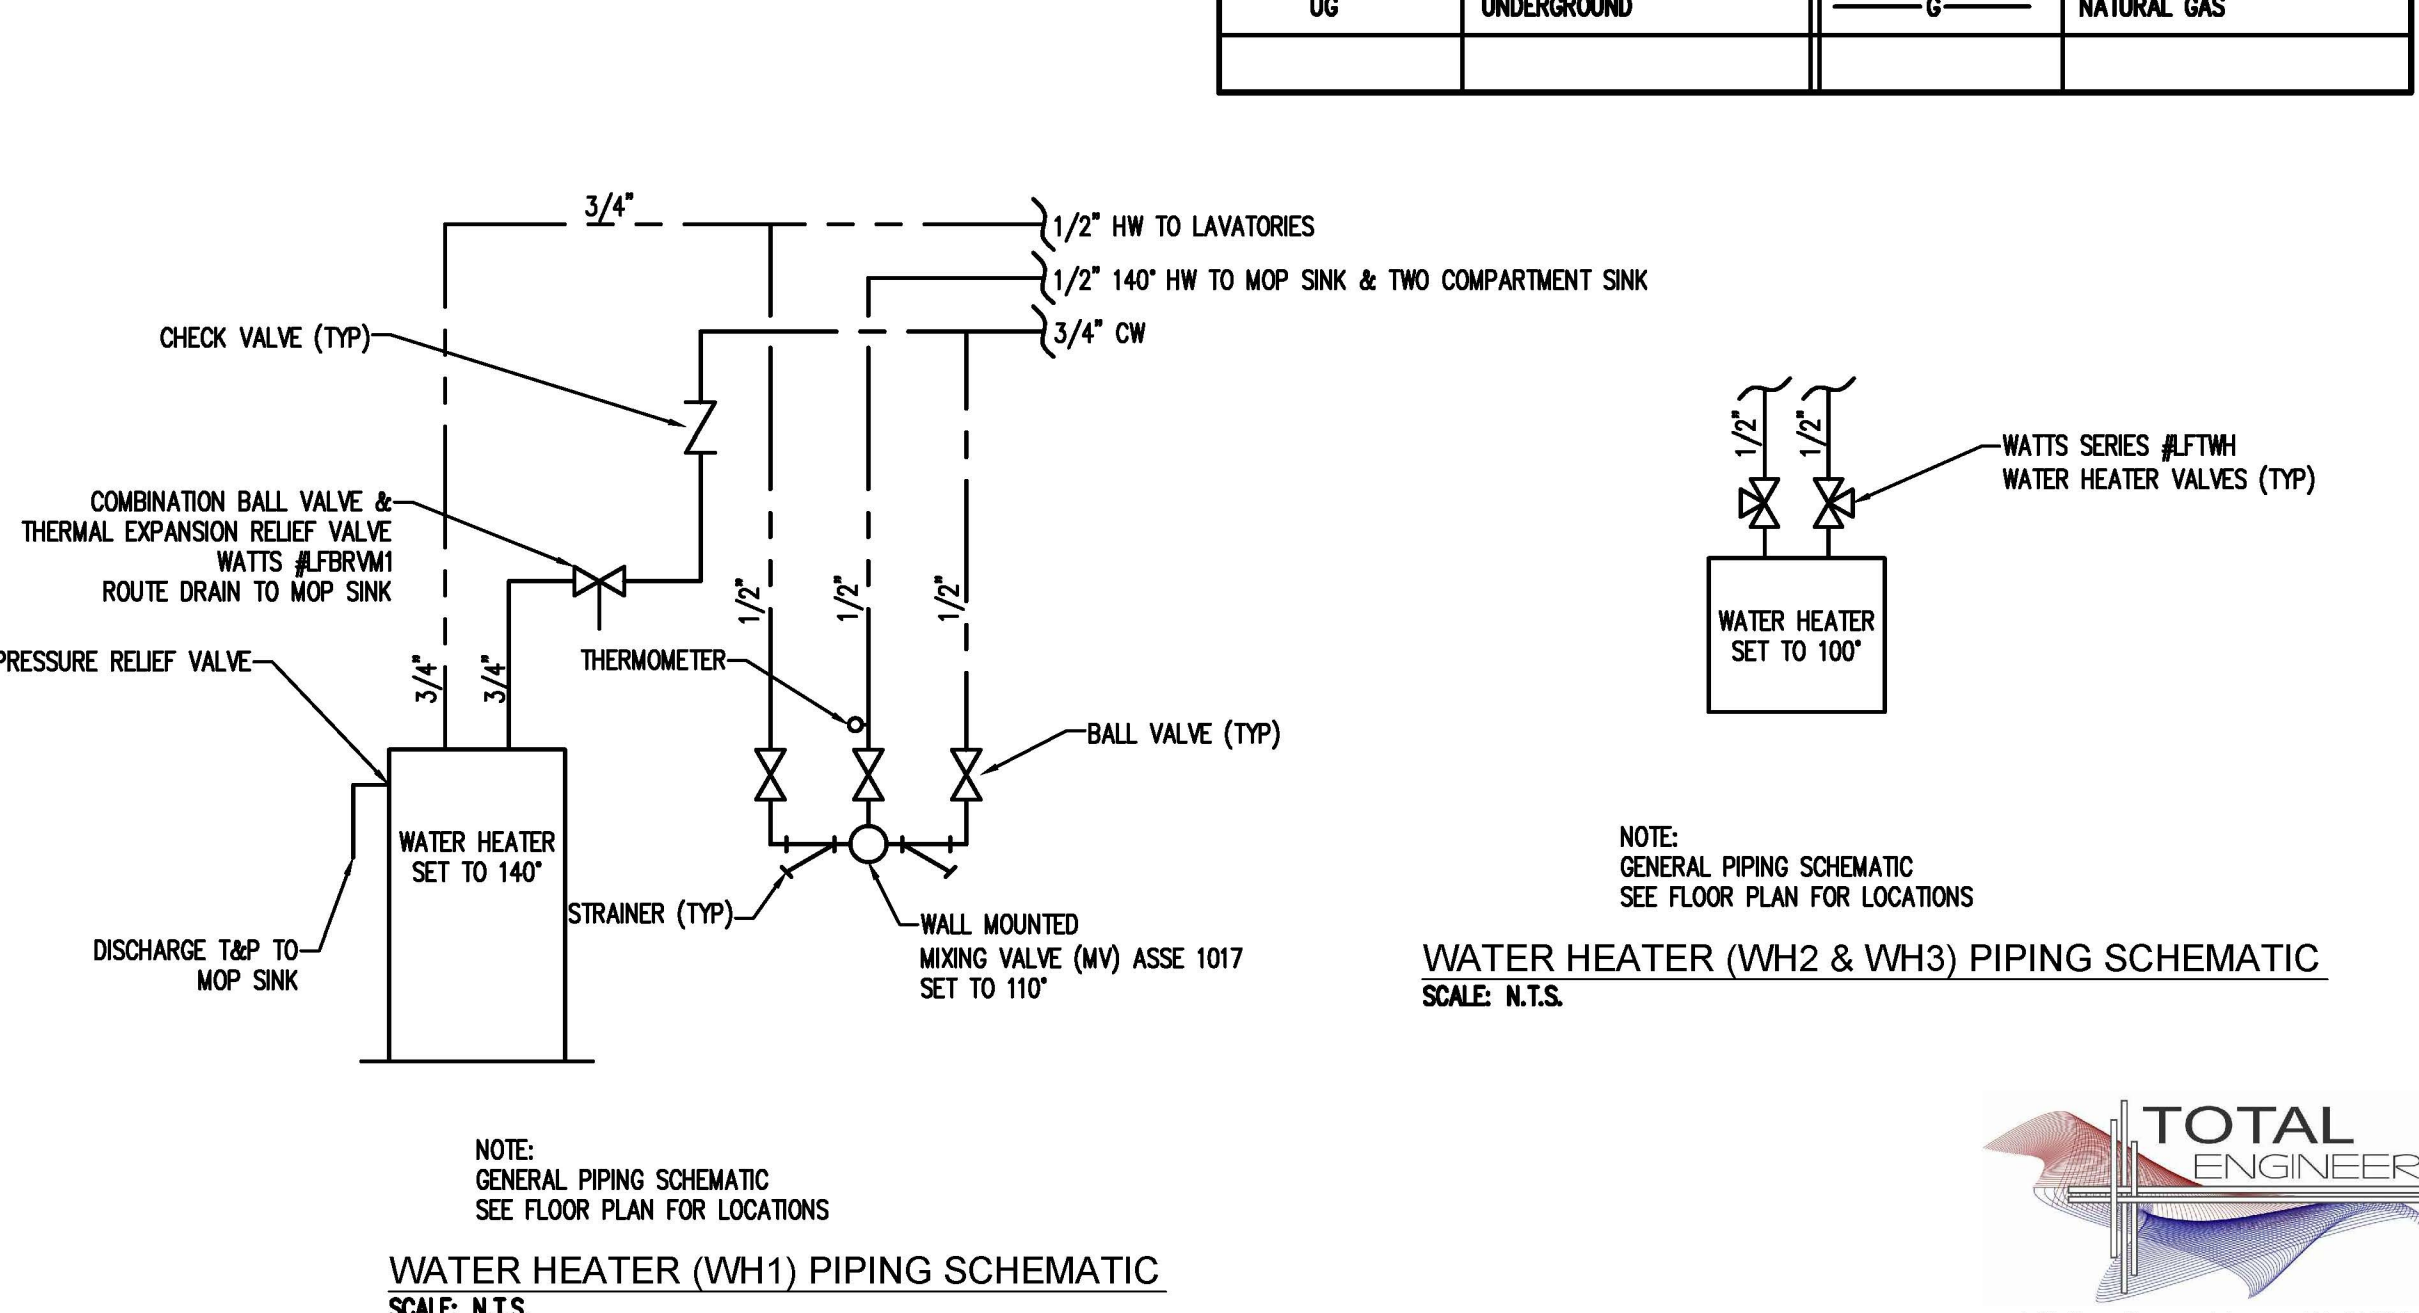 UG UNDERGROUND G NATURAL GAS
3/4"
1/2" HW TO LAVATORIES
1/2" 140° HW TO MOP SINK & TWO COMPARTMENT SINK
3/4" CW
CHECK VALVE (TYP)
COMBINATION BALL VALVE &
THERMAL EXPANSION RELIEF VALVE
WATTS #LFBRVM1
ROUTE DRAIN TO MOP SINK
PRESSURE RELIEF VALVE
3/4"
3/4"
1/2"
1/2"
1/2"
THERMOMETER
BALL VALVE (TYP)
WATER HEATER
SET TO 140°
STRAINER (TYP)
WALL MOUNTED
MIXING VALVE (MV) ASSE 1017
SET TO 110°
DISCHARGE T&P TO
MOP SINK
NOTE:
GENERAL PIPING SCHEMATIC
SEE FLOOR PLAN FOR LOCATIONS
WATER HEATER (WH1) PIPING SCHEMATIC
SCALE: N.T.S.
1/2"
1/2"
WATTS SERIES #LFTWH
WATER HEATER VALVES (TYP)
WATER HEATER
SET TO 100°
NOTE:
GENERAL PIPING SCHEMATIC
SEE FLOOR PLAN FOR LOCATIONS
WATER HEATER (WH2 & WH3) PIPING SCHEMATIC
SCALE: N.T.S.
TOTAL
ENGINEER